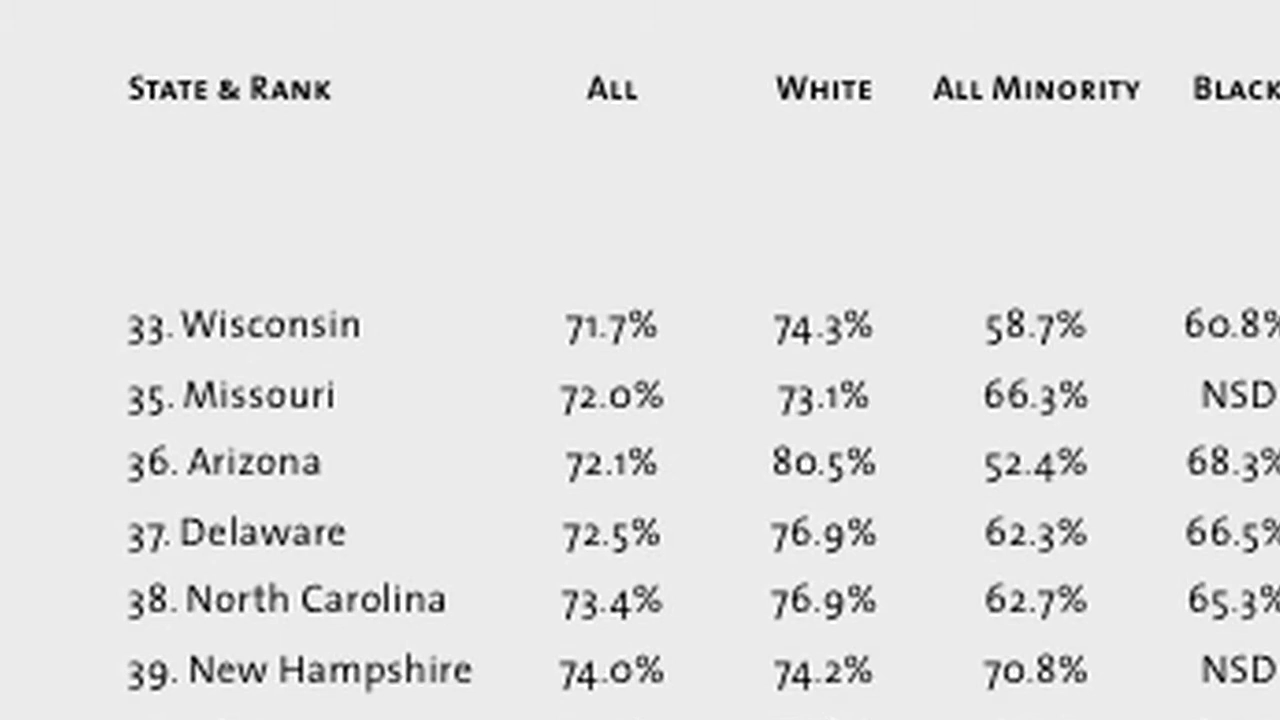 State & Rank All White All Minority Black
33. Wisconsin 71.7% 74.3% 58.7% 60.8%
35. Missouri 72.0% 73.1% 66.3% NSD
36. Arizona 72.1% 80.5% 52.4% 68.3%
37. Delaware 72.5% 76.9% 62.3% 66.5%
38. North Carolina 73.4% 76.9% 62.7% 65.3%
39. New Hampshire 74.0% 74.2% 70.8% NSD